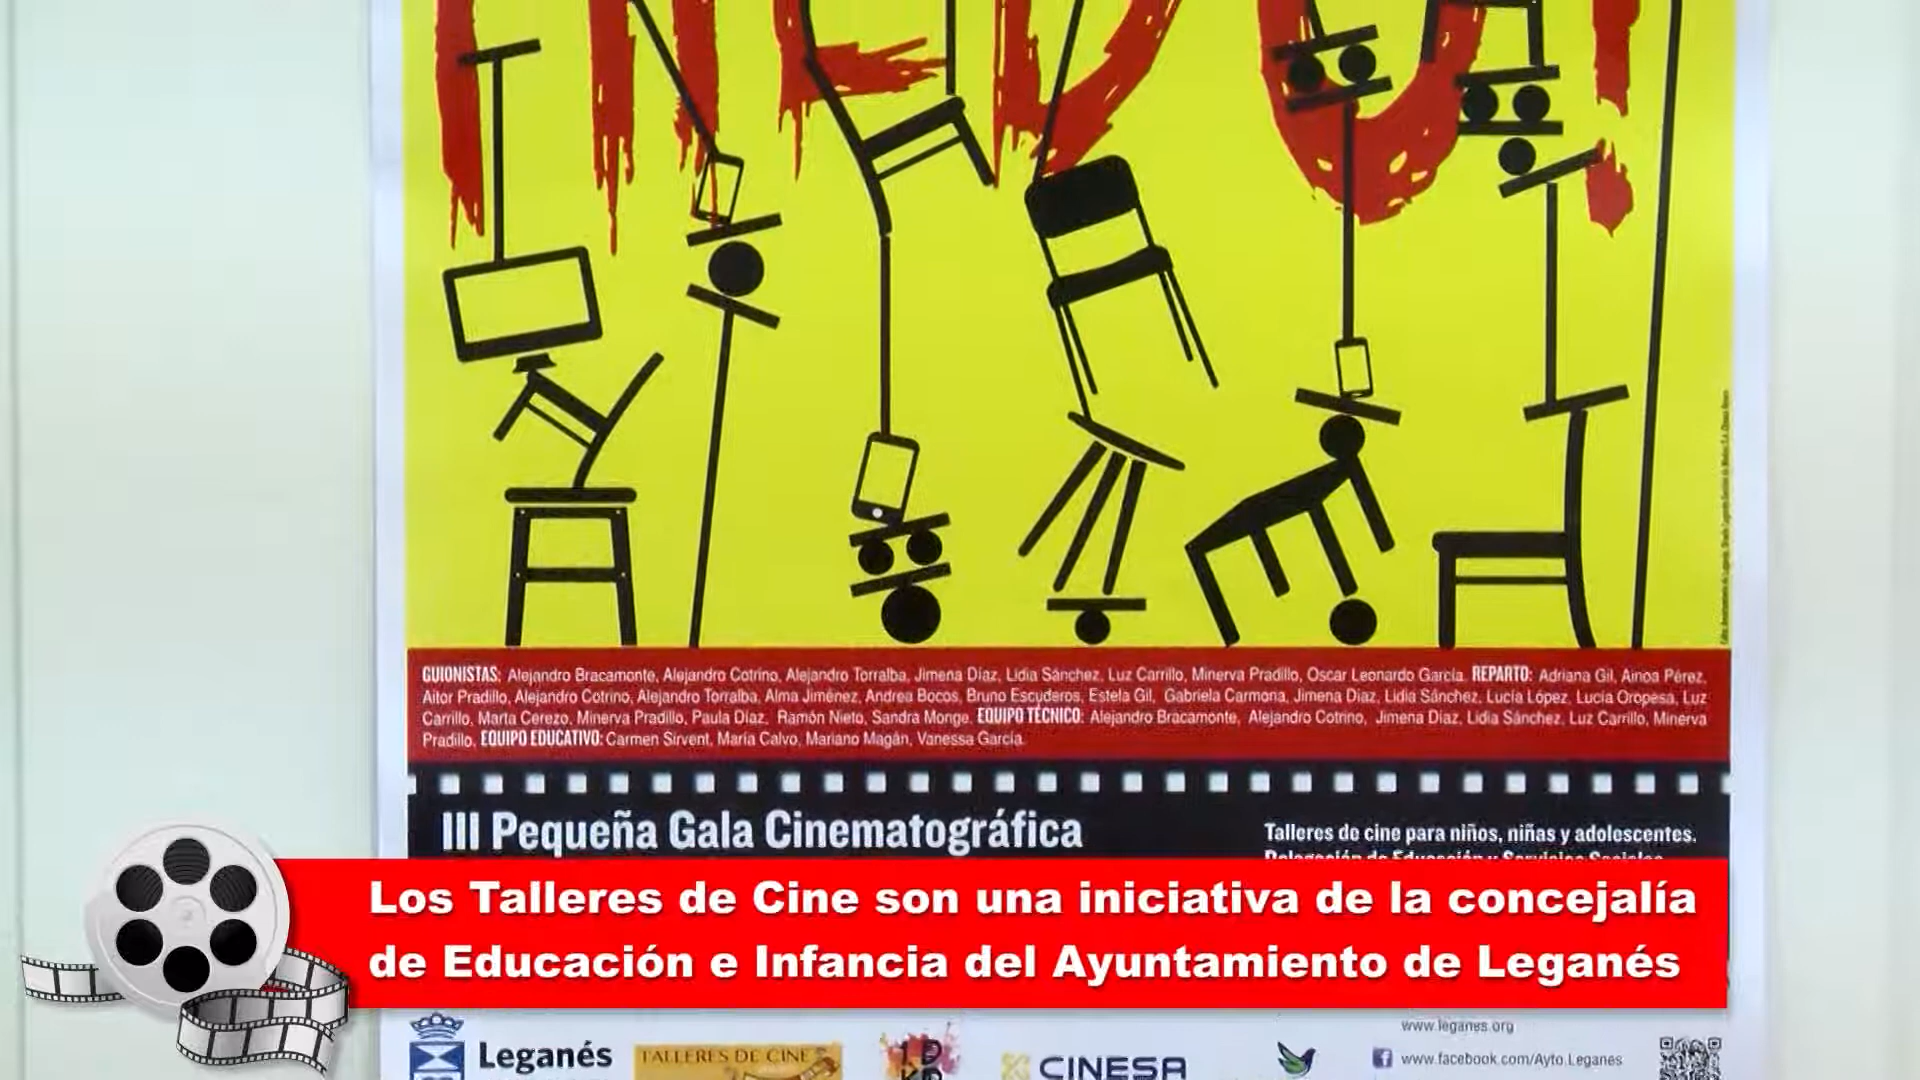 GUIONISTAS: Alejandro Bracamonte, Alejandro Cotrino, Alejandro Torralba, Jimena Díaz, Lidia Sánchez, Luz Carrillo, Minerva Pradillo, Oscar Leonardo García. REPARTO: Adriana Gil, Ainoa Pérez,
Aitor Pradillo, Alejandro Cotrino, Alejandro Torralba, Alma Jiménez, Andrea Bocos, Bruno Escuderos, Estela Gil, Gabriela Carmona, Jimena Diaz, Lidia Sánchez, Lucía López, Lucía Oropesa, Luz
Carrillo, Marta Cerezo, Minerva Pradillo, Paula Díaz, Ramón Nieto, Sandra Monge. EQUIPO TÉCNICO: Alejandro Bracamonte, Alejandro Cotrino, Jimena Díaz, Lidia Sánchez, Luz Carrillo, Minerva
Pradillo, EQUIPO EDUCATIVO: Carmen Sirvent, María Calvo, Mariano Magán, Vanessa García.
III Pequeña Gala Cinematográfica
Talleres de cine para niños, niñas y adolescentes.
Delegación de Educación y Servicios Sociales
Los Talleres de Cine son una iniciativa de la concejalía
de Educación e Infancia del Ayuntamiento de Leganés
www.leganes.org
Leganés
TALLERES DE CINE
CINESA
www.facebook.com/Ayto.Leganes